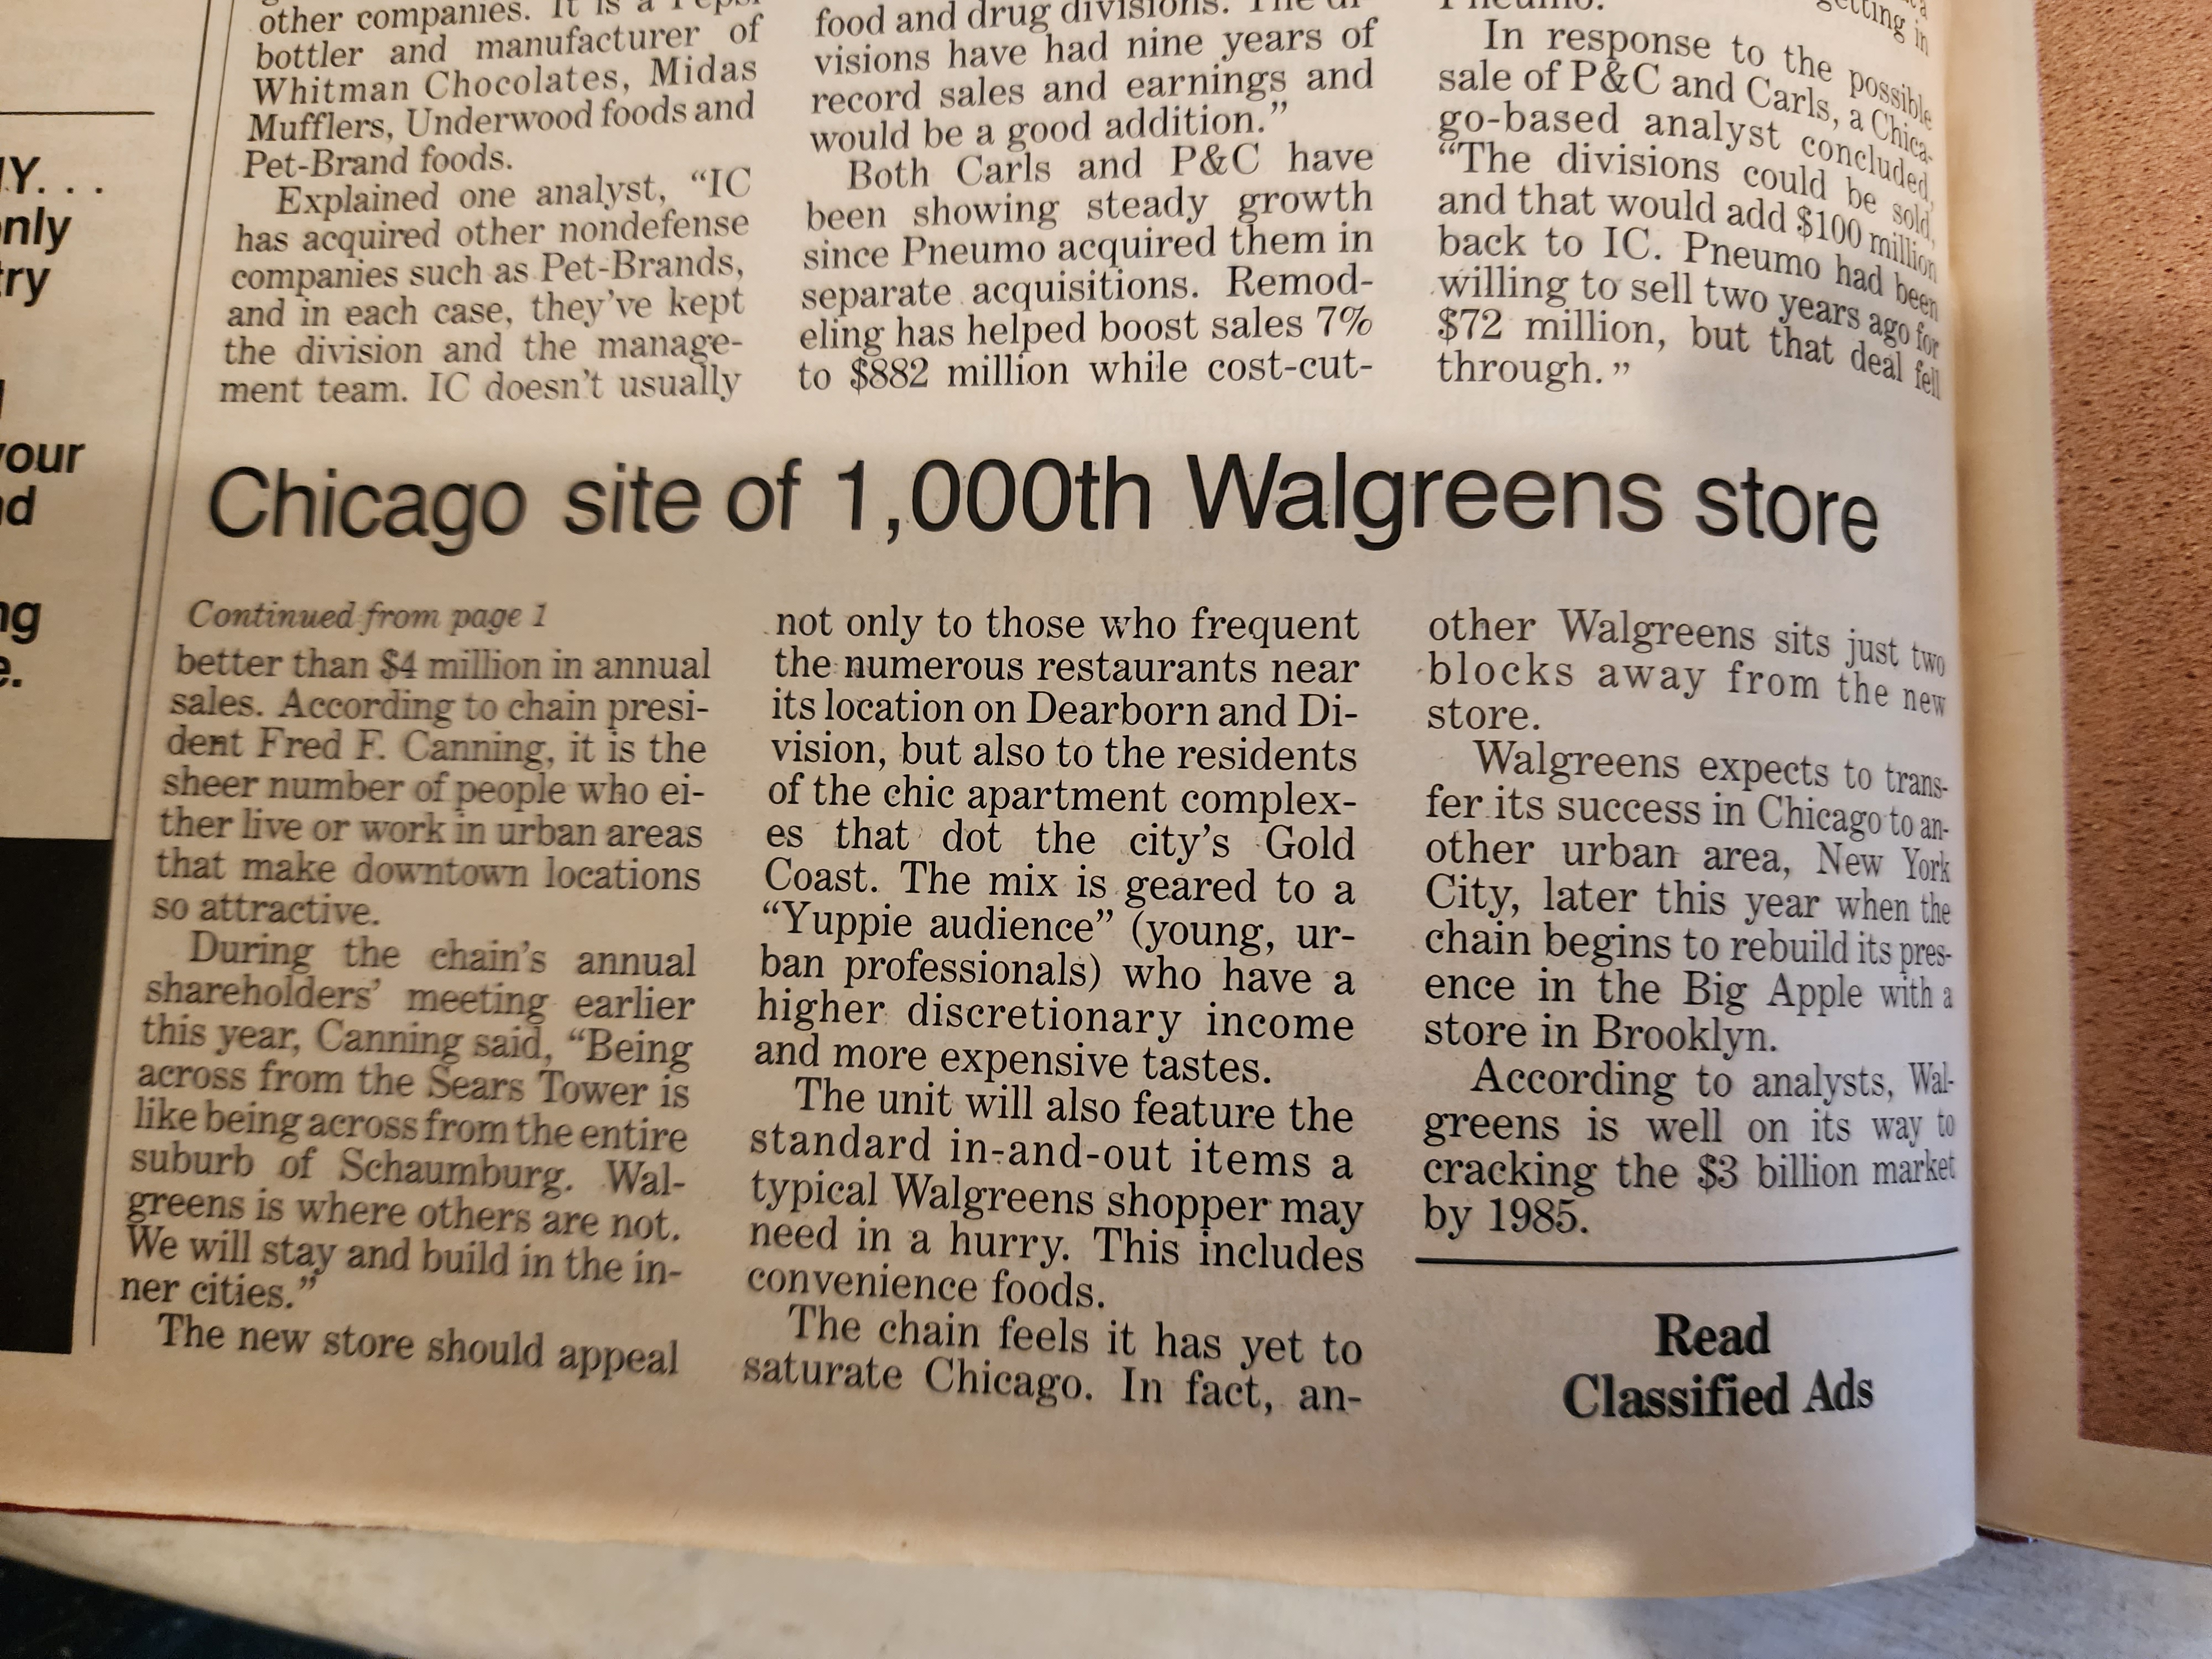 other companies. It is a Pepsi
bottler and manufacturer of
Whitman Chocolates, Midas
Mufflers, Underwood foods and
Pet-Brand foods.
Explained one analyst, “IC
has acquired other nondefense
companies such as Pet-Brands,
and in each case, they’ve kept
the division and the manage-
ment team. IC doesn’t usually
food and drug divisions. The di-
visions have had nine years of
record sales and earnings and
would be a good addition.”
Both Carls and P&C have
been showing steady growth
since Pneumo acquired them in
separate acquisitions. Remod-
eling has helped boost sales 7%
to $882 million while cost-cut-
getting in
Pneumo.
In response to the possible
sale of P&C and Carls, a Chica-
go-based analyst concluded,
“The divisions could be sold,
and that would add $100 million
back to IC. Pneumo had been
willing to sell two years ago for
$72 million, but that deal fell
through.”
Chicago site of 1,000th Walgreens store
Continued from page 1
better than $4 million in annual
sales. According to chain presi-
dent Fred F. Canning, it is the
sheer number of people who ei-
ther live or work in urban areas
that make downtown locations
so attractive.
During the chain’s annual
shareholders’ meeting earlier
this year, Canning said, “Being
across from the Sears Tower is
like being across from the entire
suburb of Schaumburg. Wal-
greens is where others are not.
We will stay and build in the in-
ner cities.”
The new store should appeal
not only to those who frequent
the numerous restaurants near
its location on Dearborn and Di-
vision, but also to the residents
of the chic apartment complex-
es that dot the city’s Gold
Coast. The mix is geared to a
“Yuppie audience” (young, ur-
ban professionals) who have a
higher discretionary income
and more expensive tastes.
The unit will also feature the
standard in-and-out items a
typical Walgreens shopper may
need in a hurry. This includes
convenience foods.
The chain feels it has yet to
saturate Chicago. In fact, an-
other Walgreens sits just two
blocks away from the new
store.
Walgreens expects to trans-
fer its success in Chicago to an-
other urban area, New York
City, later this year when the
chain begins to rebuild its pres-
ence in the Big Apple with a
store in Brooklyn.
According to analysts, Wal-
greens is well on its way to
cracking the $3 billion market
by 1985.
Read
Classified Ads